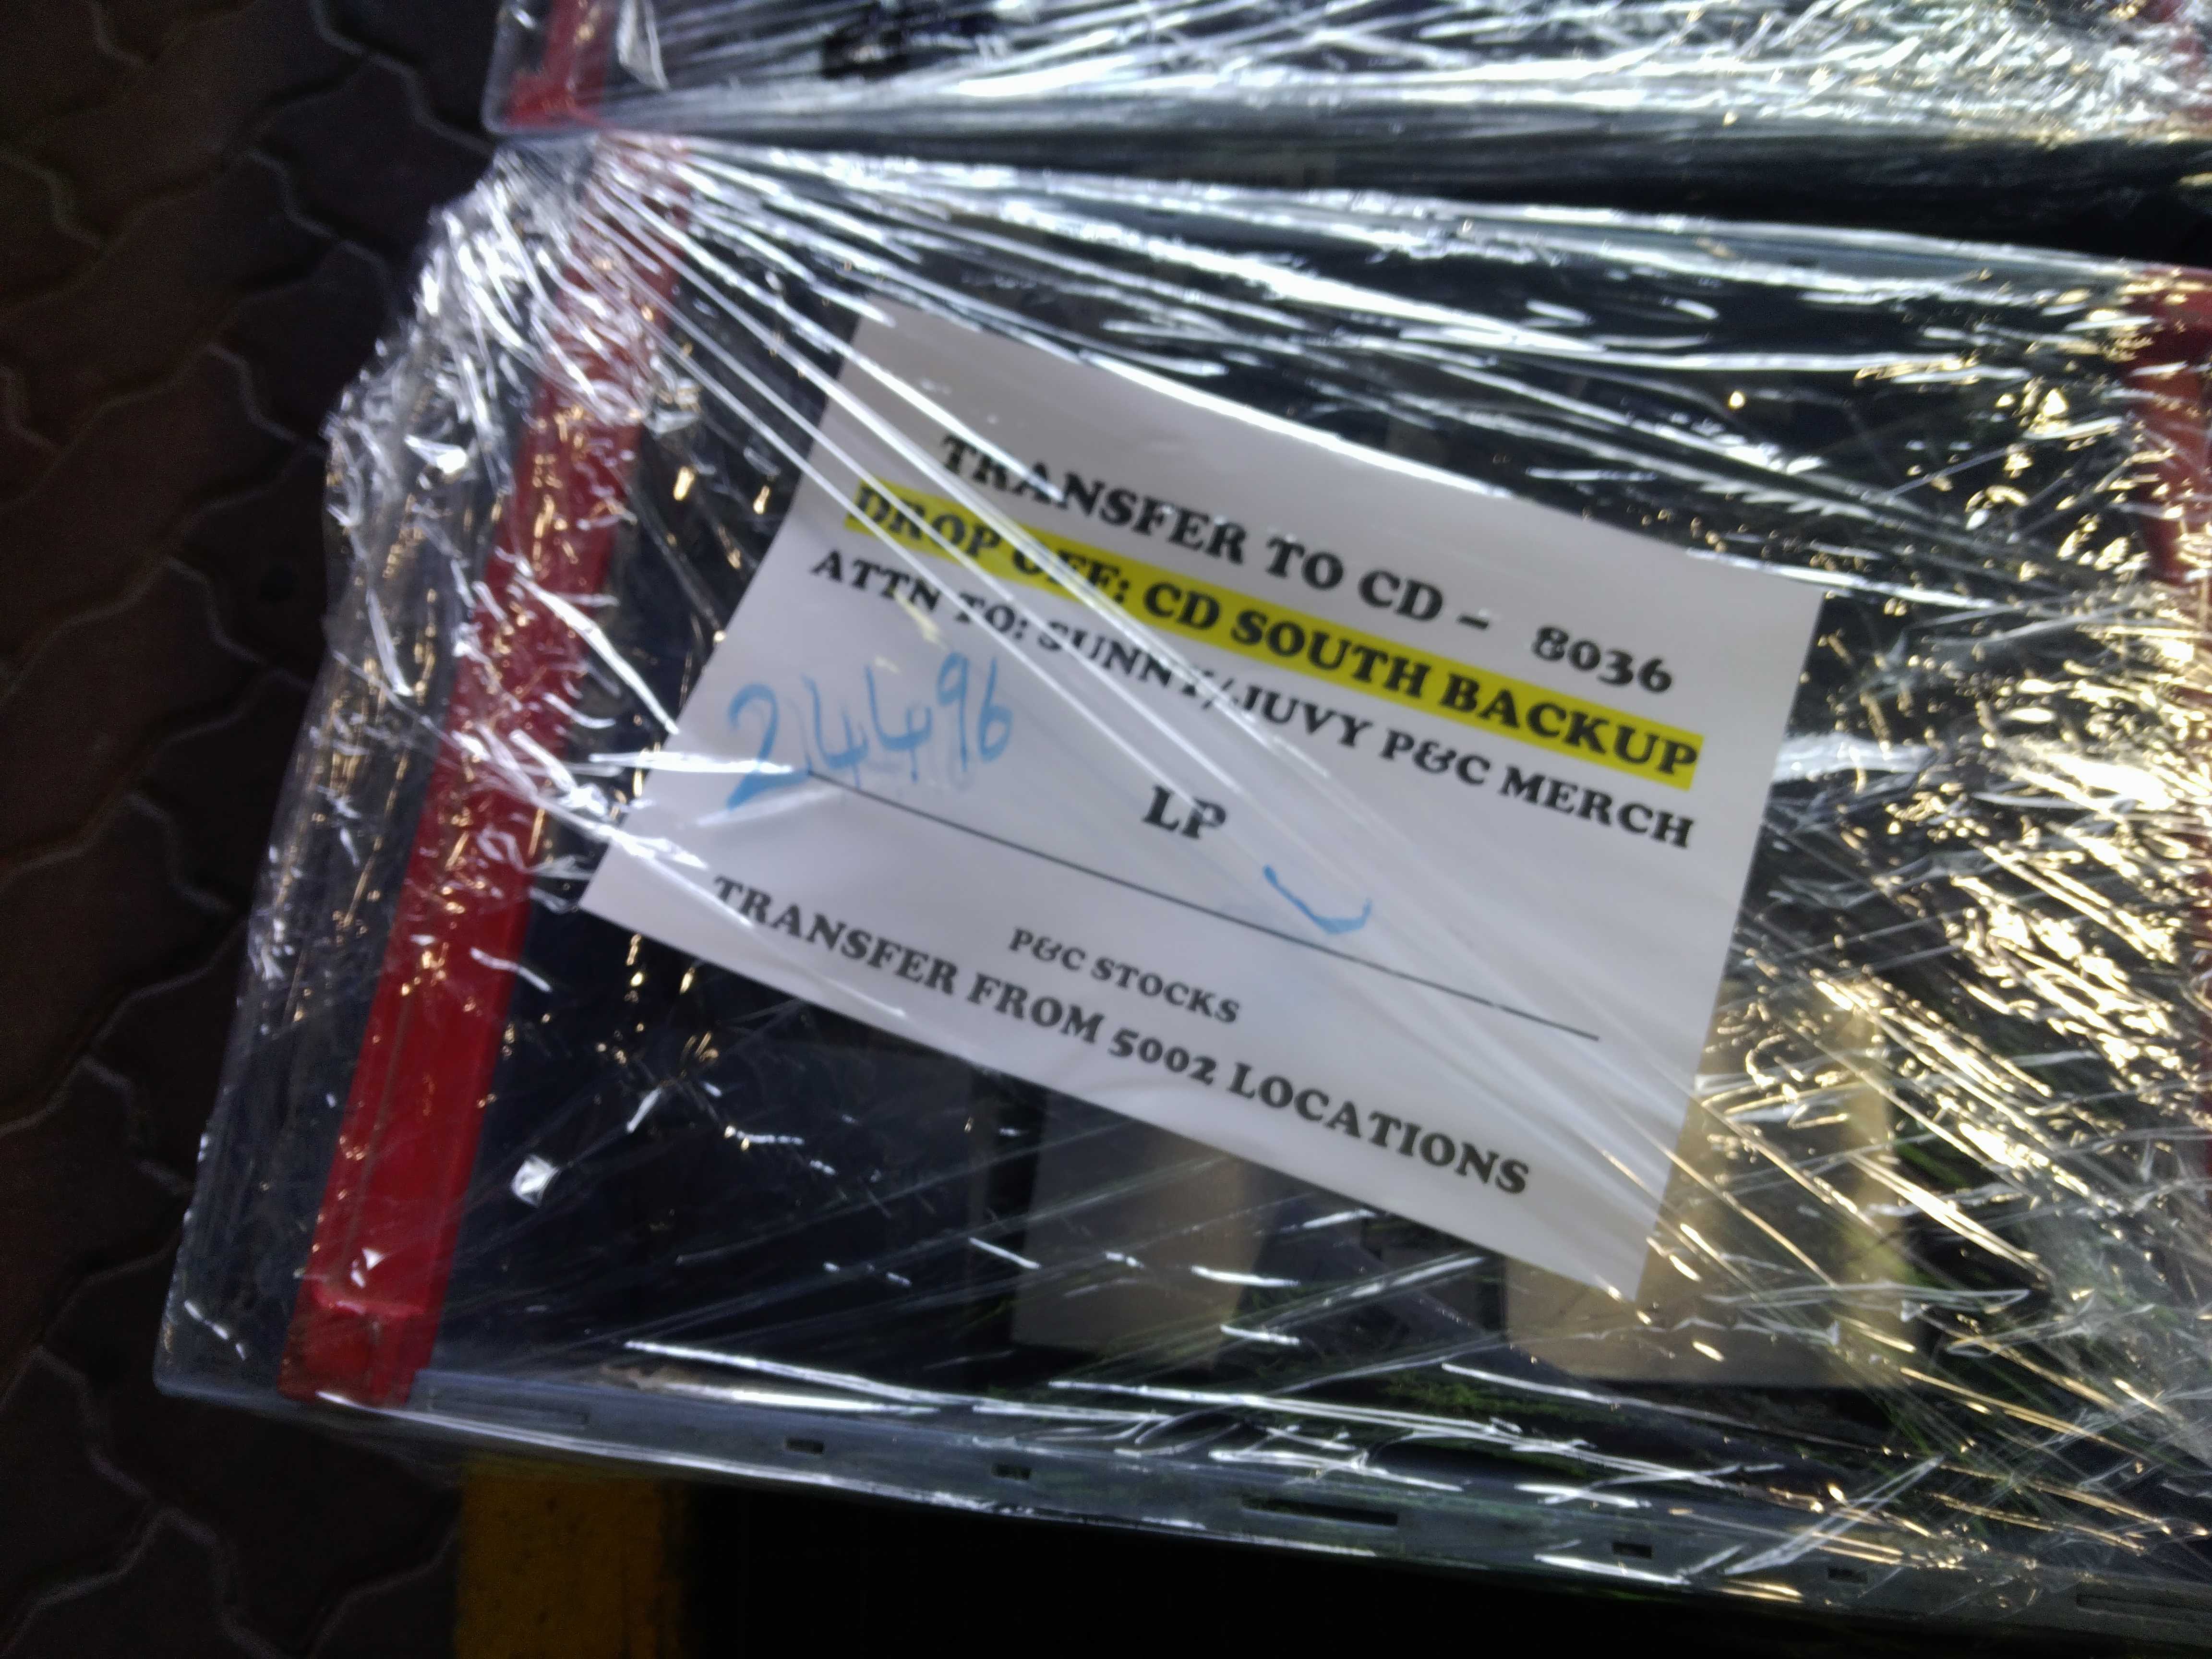 TRANSFER TO CD - 8036
DROP OFF: CD SOUTH BACKUP
ATTN TO: SUNNY/JUVY P&C MERCH
24496
LP
P&C STOCKS
TRANSFER FROM 5002 LOCATIONS